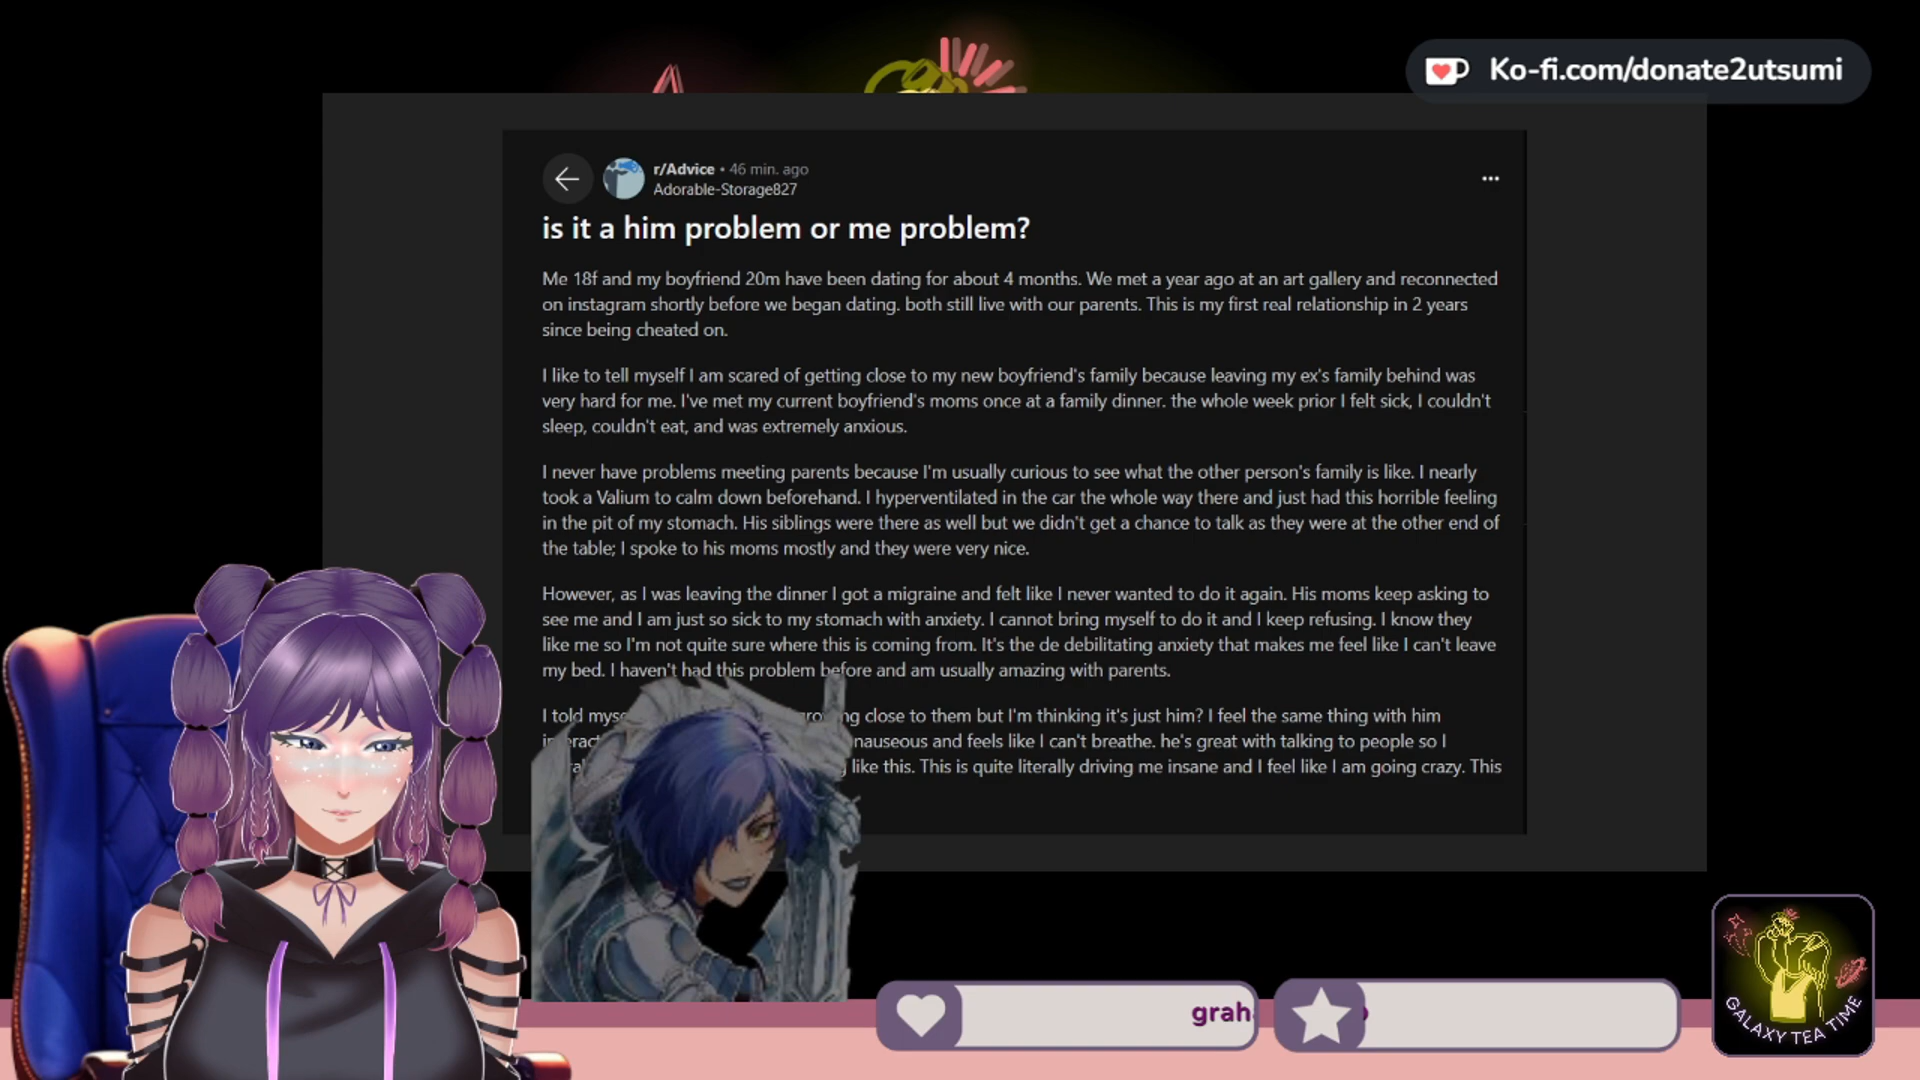 Ko-fi.com/donate2utsumi
r/Advice • 46 min. ago
Adorable-Storage827
is it a him problem or me problem?
Me 18f and my boyfriend 20m have been dating for about 4 months. We met a year ago at an art gallery and reconnected
on instagram shortly before we began dating. both still live with our parents. This is my first real relationship in 2 years
since being cheated on.
I like to tell myself I am scared of getting close to my new boyfriend's family because leaving my ex's family behind was
very hard for me. I've met my current boyfriend's moms once at a family dinner. the whole week prior I felt sick, I couldn't
sleep, couldn't eat, and was extremely anxious.
I never have problems meeting parents because I'm usually curious to see what the other person's family is like. I nearly
took a Valium to calm down beforehand. I hyperventilated in the car the whole way there and just had this horrible feeling
in the pit of my stomach. His siblings were there as well but we didn't get a chance to talk as they were at the other end of
the table; I spoke to his moms mostly and they were very nice.
However, as I was leaving the dinner I got a migraine and felt like I never wanted to do it again. His moms keep asking to
see me and I am just so sick to my stomach with anxiety. I cannot bring myself to do it and I keep refusing. I know they
like me so I'm not quite sure where this is coming from. It's the de debilitating anxiety that makes me feel like I can't leave
my bed. I haven't had this problem before and am usually amazing with parents.
I told close to them but I'm thinking it's just him? I feel the same thing with him
nauseous and feels like I can't breathe. he's great with talking to people so I
like this. This is quite literally driving me insane and I feel like I am going crazy. This
grah
GALAXY TEA TIME